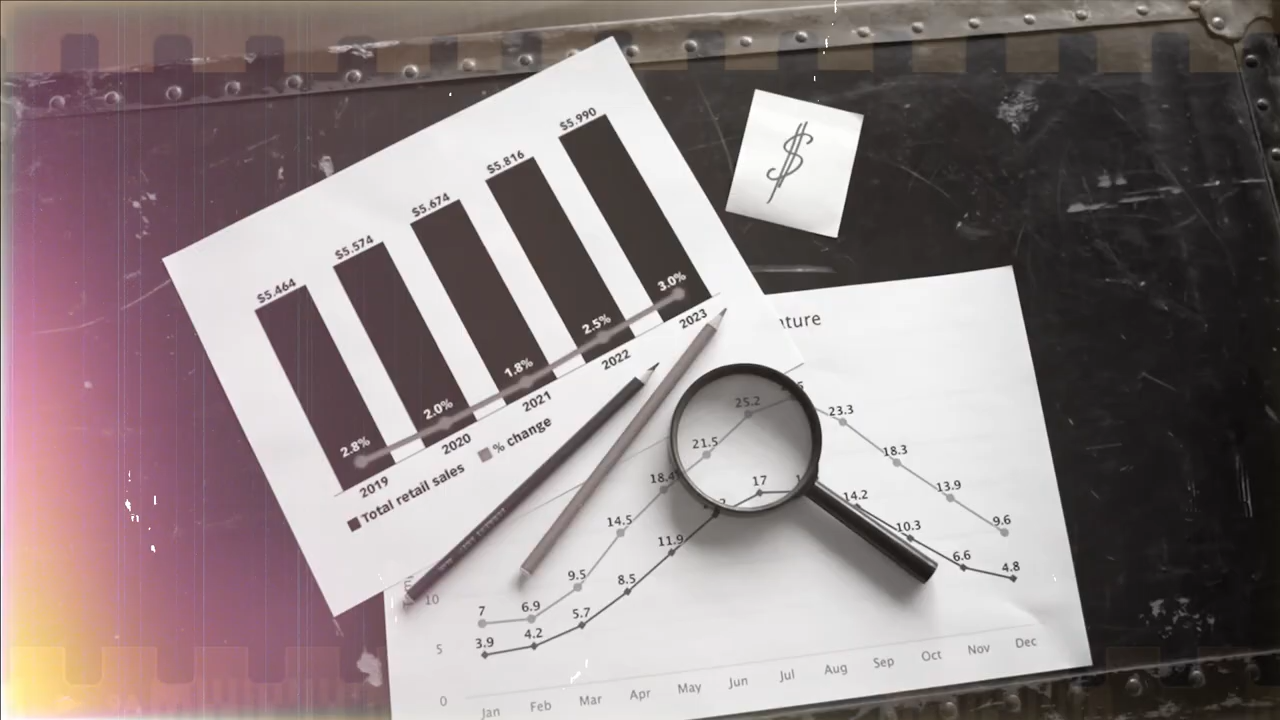 $5.464 $5.574 $5.674 $5.816 $5.990
2.8% 2.0% 1.8% 2.5% 3.0%
2019 2020 2021 2022 2023
Total retail sales % change
$
25.2 23.3
21.5 18.3
18.4 17 13.9
14.5 14.2 9.6
11.9 10.3
9.5 8.5 6.6
7 6.9 5.7 4.8
3.9 4.2
10
5
0
Jan Feb Mar Apr May Jun Jul Aug Sep Oct Nov Dec